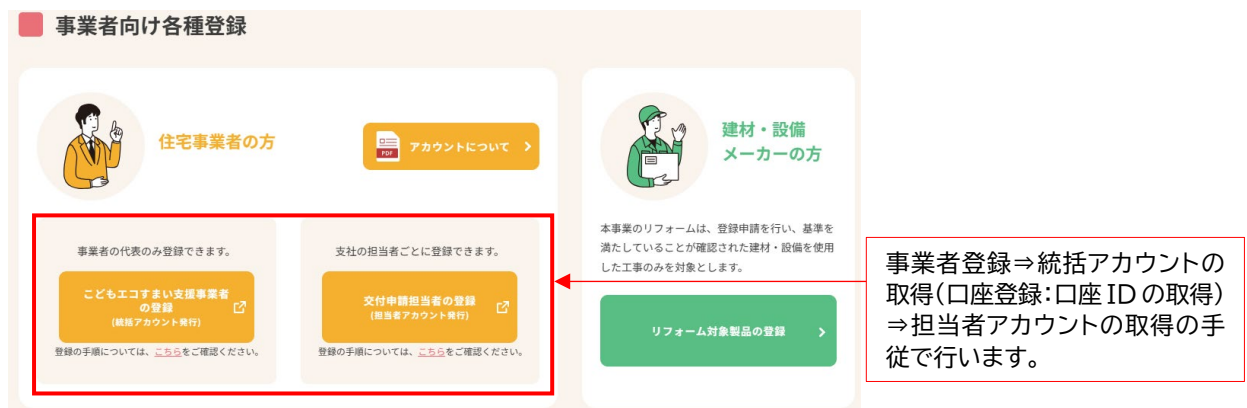 事業者向け各種登録
住宅事業者の方
PDF
アカウントについて
事業者の代表のみ登録できます。
こどもエコすまい支援事業者
の登録
(統括アカウント発行)
登録の手順については、こちらをご確認ください。
支社の担当者ごとに登録できます。
交付申請担当者の登録
(担当者アカウント発行)
登録の手順については、こちらをご確認ください。
建材・設備
メーカーの方
本事業のリフォームは、登録申請を行い、基準を
満たしていることが確認された建材・設備を使用
した工事のみを対象とします。
リフォーム対象製品の登録
事業者登録⇒統括アカウントの
取得(口座登録:口座IDの取得)
⇒担当者アカウントの取得の手
従で行います。